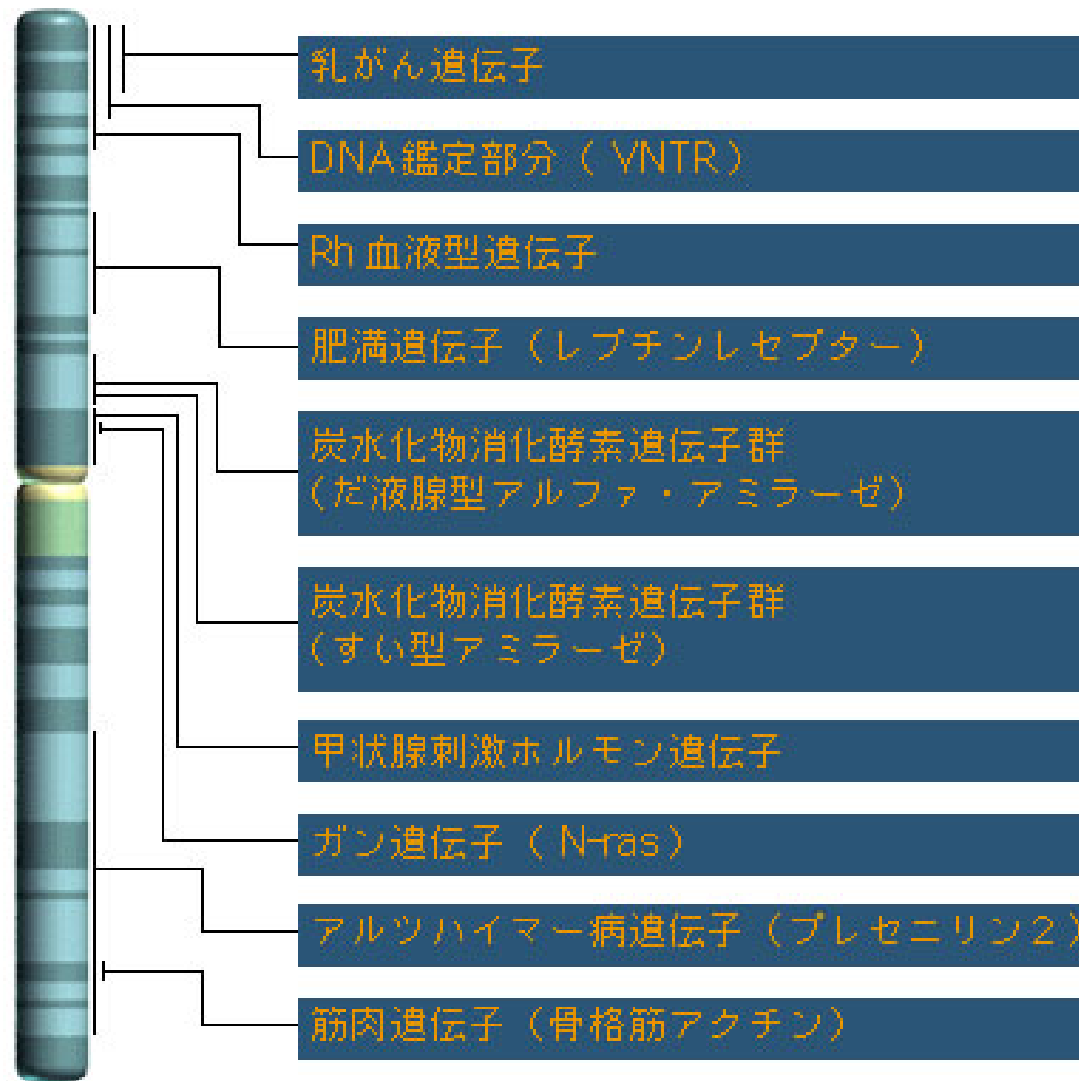 乳がん遺伝子
DNA鑑定部分（VNTR）
Rh血液型遺伝子
肥満遺伝子（レプチンレセプター）
炭水化物消化酵素遺伝子群
(だ液腺型アルファ・アミラーゼ)
炭水化物消化酵素遺伝子群
(すい型アミラーゼ)
甲状腺刺激ホルモン遺伝子
ガン遺伝子（N-ras）
アルツハイマー病遺伝子（プレセニリン2）
筋肉遺伝子（骨格筋アクチン）